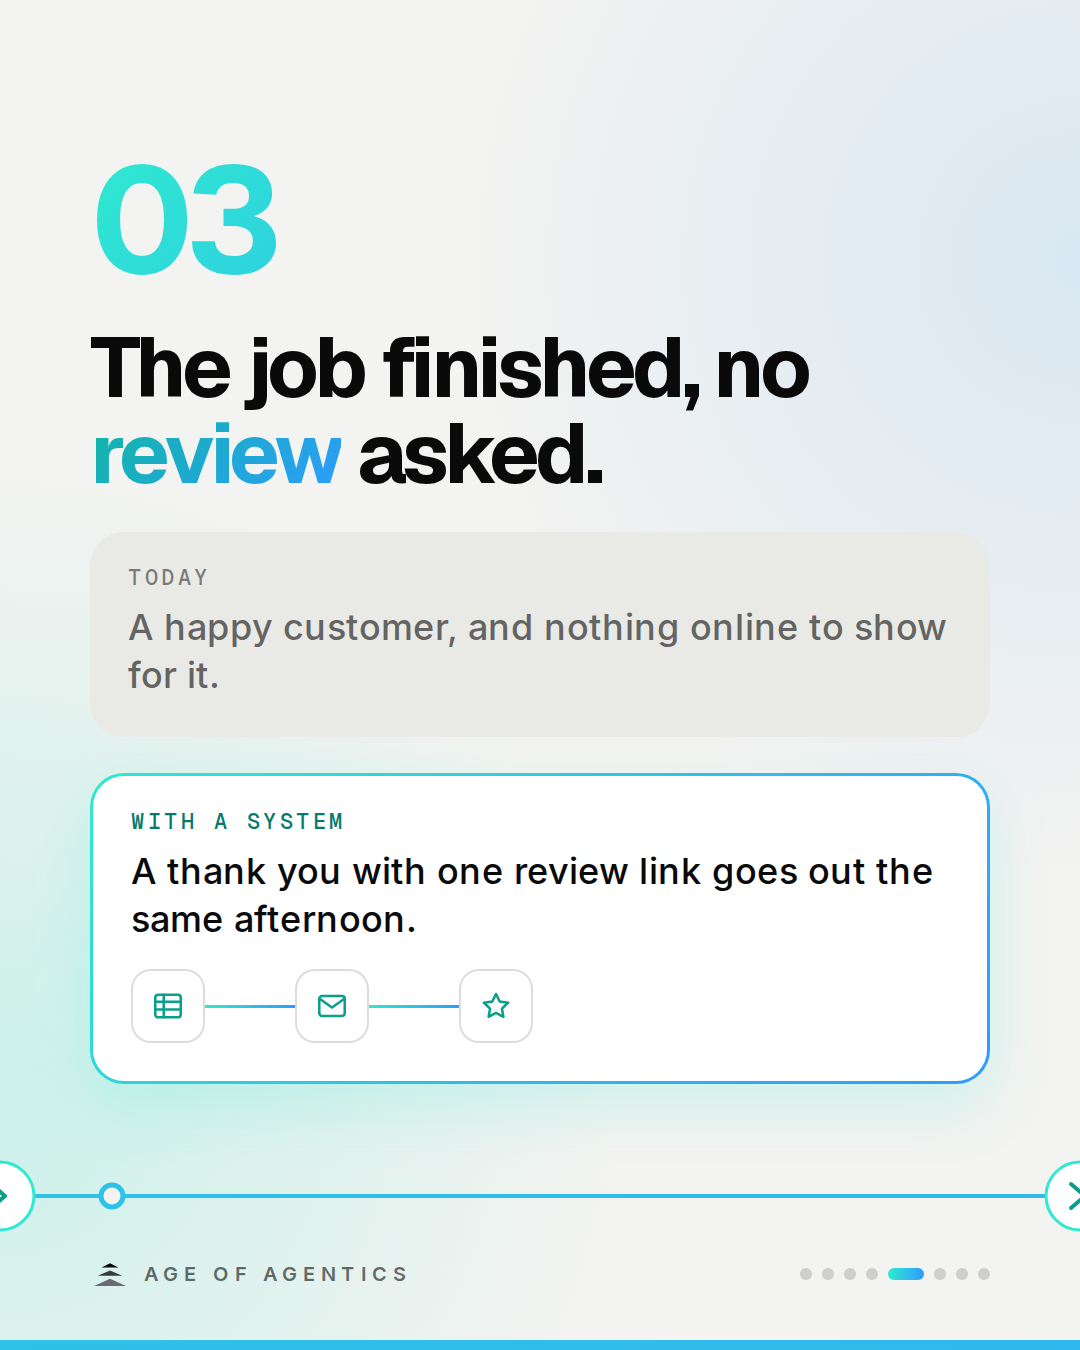 03
The job finished, no
review asked.
TODAY
A happy customer, and nothing online to show
for it.
WITH A SYSTEM
A thank you with one review link goes out the
same afternoon.
AGE OF AGENTICS